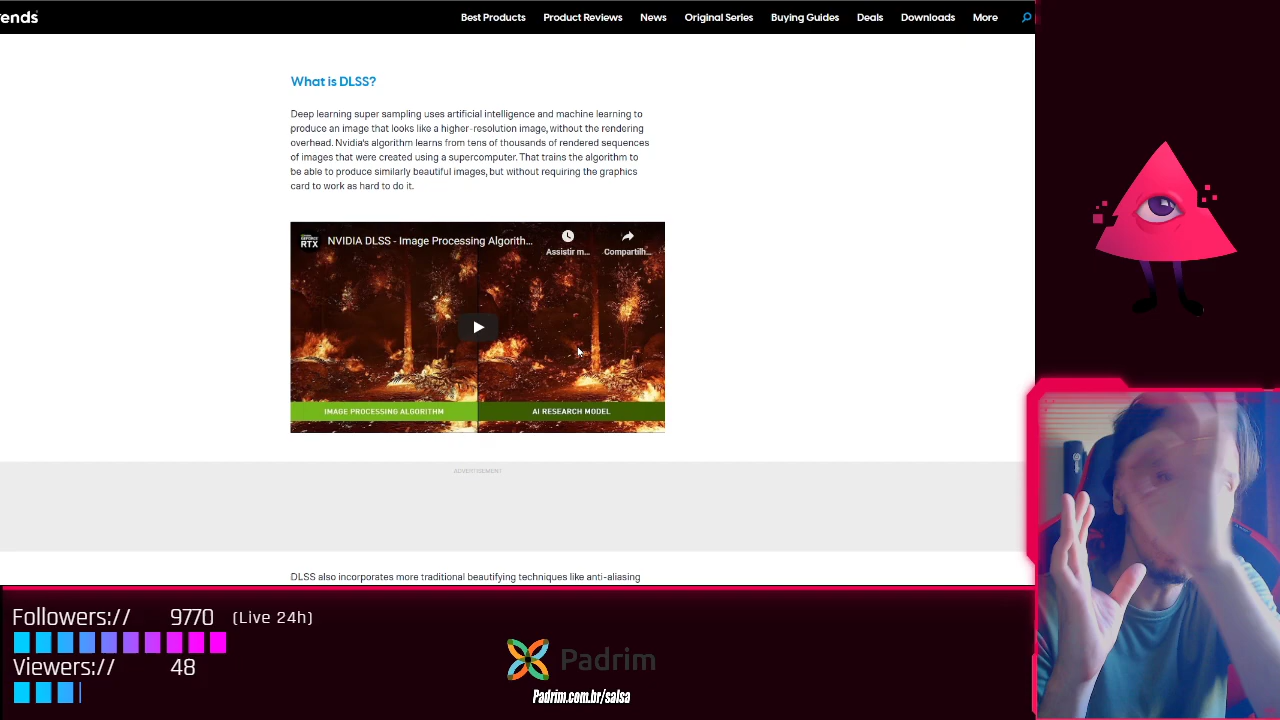 rends
Best Products
Product Reviews
News
Original Series
Buying Guides
Deals
Downloads
More
What is DLSS?
Deep learning super sampling uses artificial intelligence and machine learning to
produce an image that looks like a higher-resolution image, without the rendering
overhead. Nvidia's algorithm learns from tens of thousands of rendered sequences
of images that were created using a supercomputer. That trains the algorithm to
be able to produce similarly beautiful images, but without requiring the graphics
card to work as hard to do it.
GEFORCE
RTX
NVIDIA DLSS - Image Processing Algorith...
Assistir m...
Compartilh...
IMAGE PROCESSING ALGORITHM
AI RESEARCH MODEL
ADVERTISEMENT
DLSS also incorporates more traditional beautifying techniques like anti-aliasing
Followers:// 9770 (Live 24h)
Viewers:// 48
Padrim
Padrim.com.br/salsa